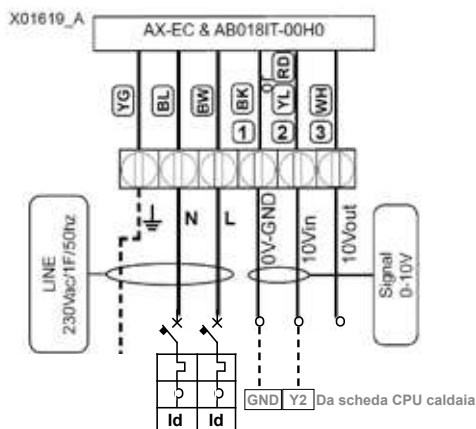 X01619_A
AX-EC & AB018IT-00H0
YG BL BW BK RD YL WH
1 2 3
N L 0V-GND 10Vin 10Vout
LINE
230Vac/1F/50hz
Signal
0-10V
Id Id
GND Y2 Da scheda CPU caldaia